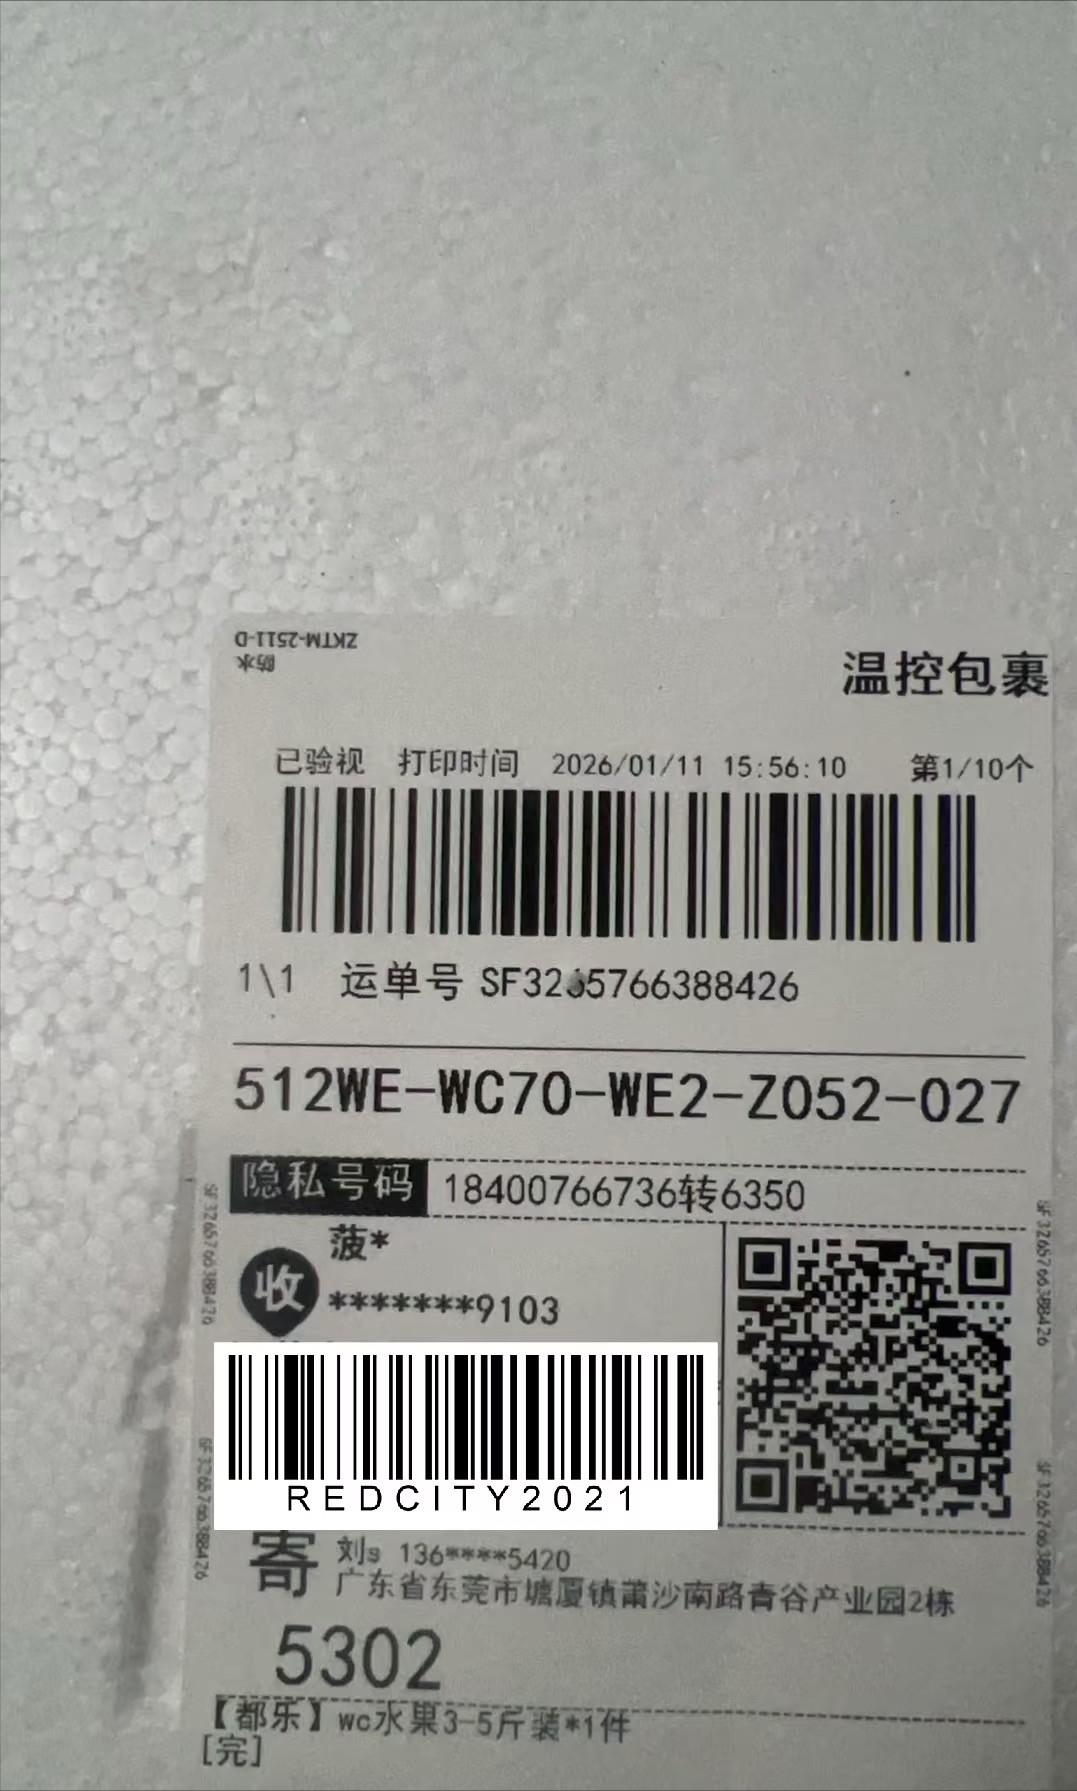 ZKTM-2511-D
防水
温控包裹
已验视 打印时间 2026/01/11 15:56:10 第1/10个
1\1 运单号 SF3265766388426
512WE-WC70-WE2-Z052-027
隐私号码 18400766736转6350
菠*
收
*******9103
REDCITY2021
寄 刘s 136****5420
广东省东莞市塘厦镇莆沙南路青谷产业园2栋
5302
【都乐】wc水果3-5斤装*1件
[完]
SF3265766388426
SF3265766388426
SF3265766388426
SF3265766388426